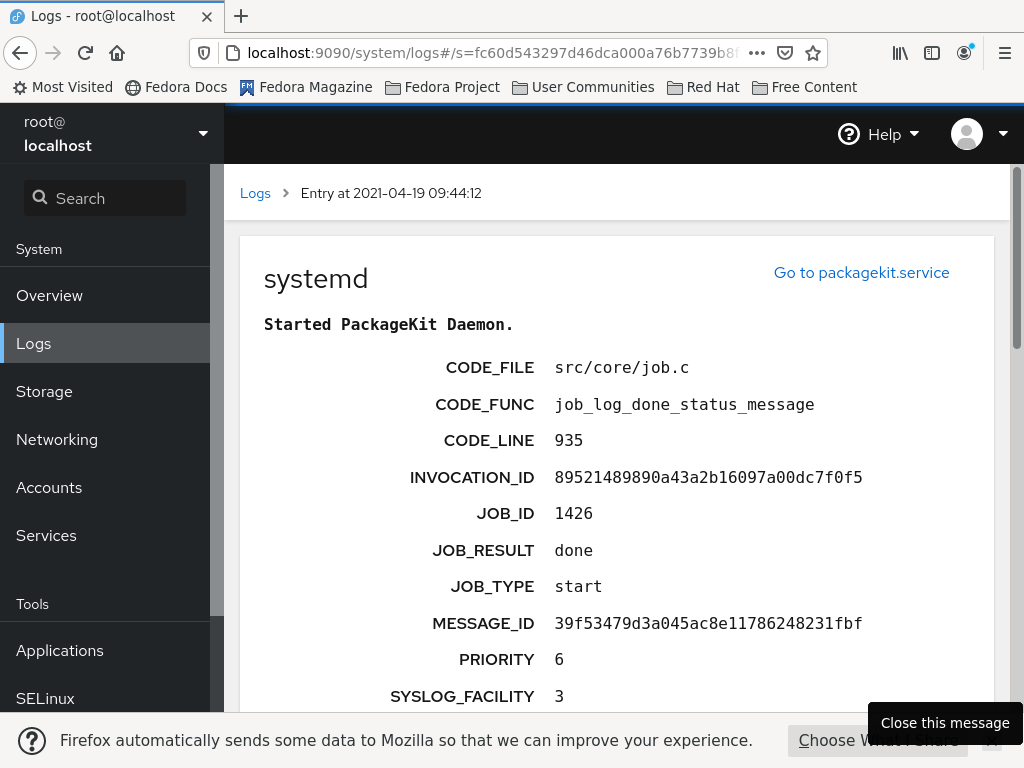 Logs - root@localhost
localhost:9090/system/logs#/s=fc60d543297d46dca000a76b7739b8f
Most Visited Fedora Docs Fedora Magazine Fedora Project User Communities Red Hat Free Content
root@
localhost
Help
Search
Logs Entry at 2021-04-19 09:44:12
System
Overview
Logs
Storage
Networking
Accounts
Services
Tools
Applications
SELinux
systemd
Go to packagekit.service
Started PackageKit Daemon.
CODE_FILE src/core/job.c
CODE_FUNC job_log_done_status_message
CODE_LINE 935
INVOCATION_ID 89521489890a43a2b16097a00dc7f0f5
JOB_ID 1426
JOB_RESULT done
JOB_TYPE start
MESSAGE_ID 39f53479d3a045ac8e11786248231fbf
PRIORITY 6
SYSLOG_FACILITY 3
Close this message
Firefox automatically sends some data to Mozilla so that we can improve your experience.
Choose What I Share